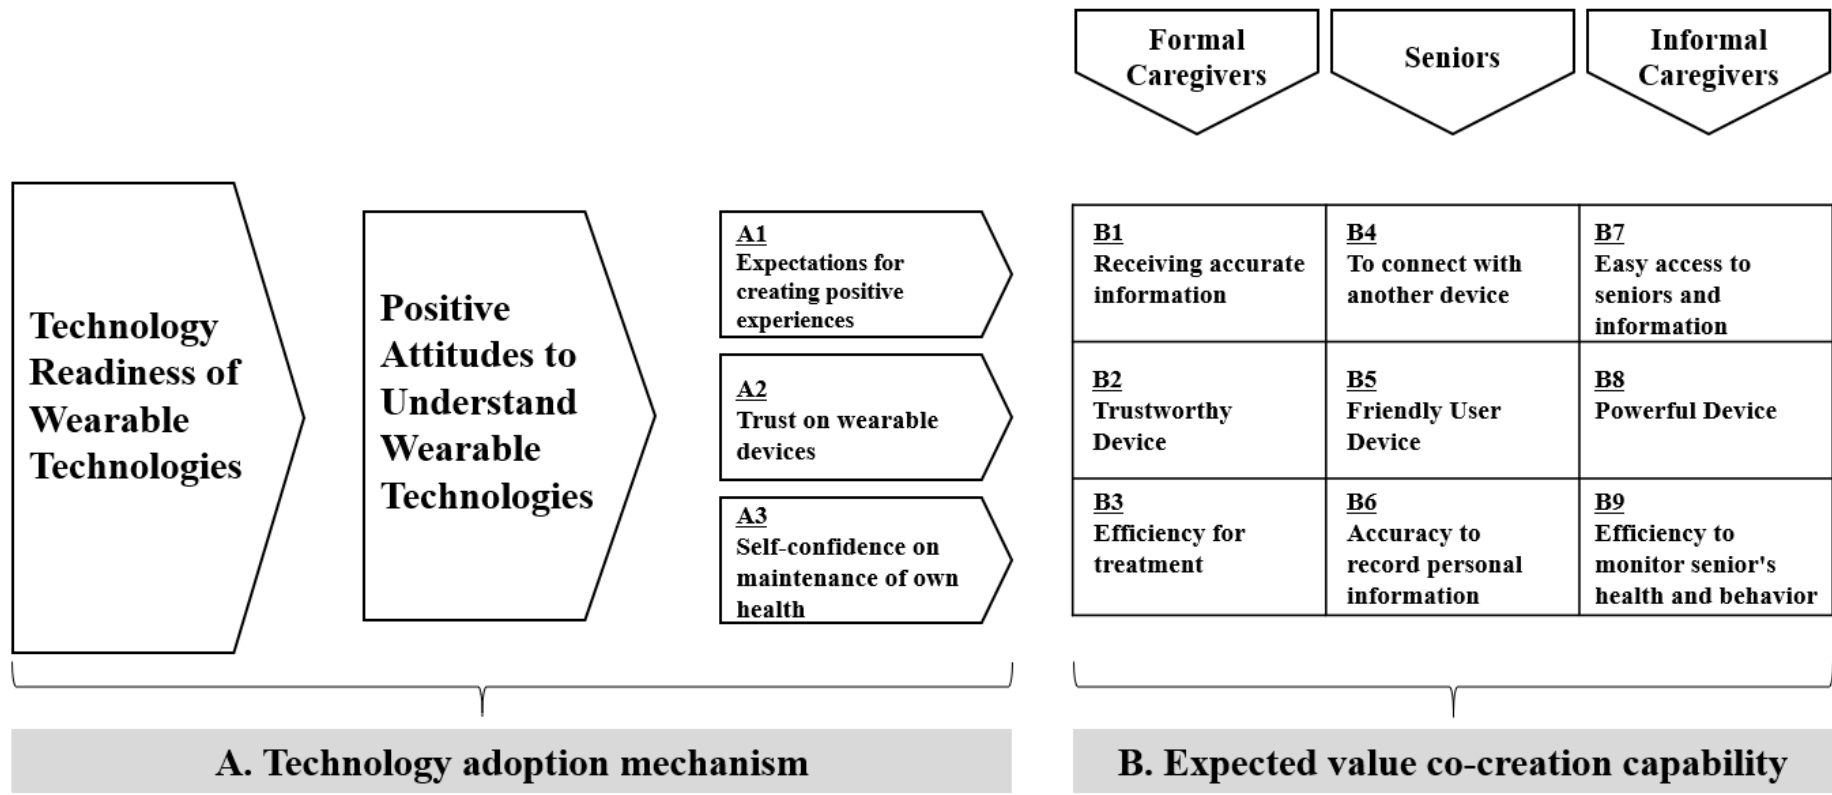 Formal
Caregivers
Seniors
Informal
Caregivers
Technology
Readiness of
Wearable
Technologies
Positive
Attitudes to
Understand
Wearable
Technologies
A1
Expectations for
creating positive
experiences
A2
Trust on wearable
devices
A3
Self-confidence on
maintenance of own
health
B1
Receiving accurate
information
B4
To connect with
another device
B7
Easy access to
seniors and
information
B2
Trustworthy
Device
B5
Friendly User
Device
B8
Powerful Device
B3
Efficiency for
treatment
B6
Accuracy to
record personal
information
B9
Efficiency to
monitor senior's
health and behavior
A. Technology adoption mechanism
B. Expected value co-creation capability